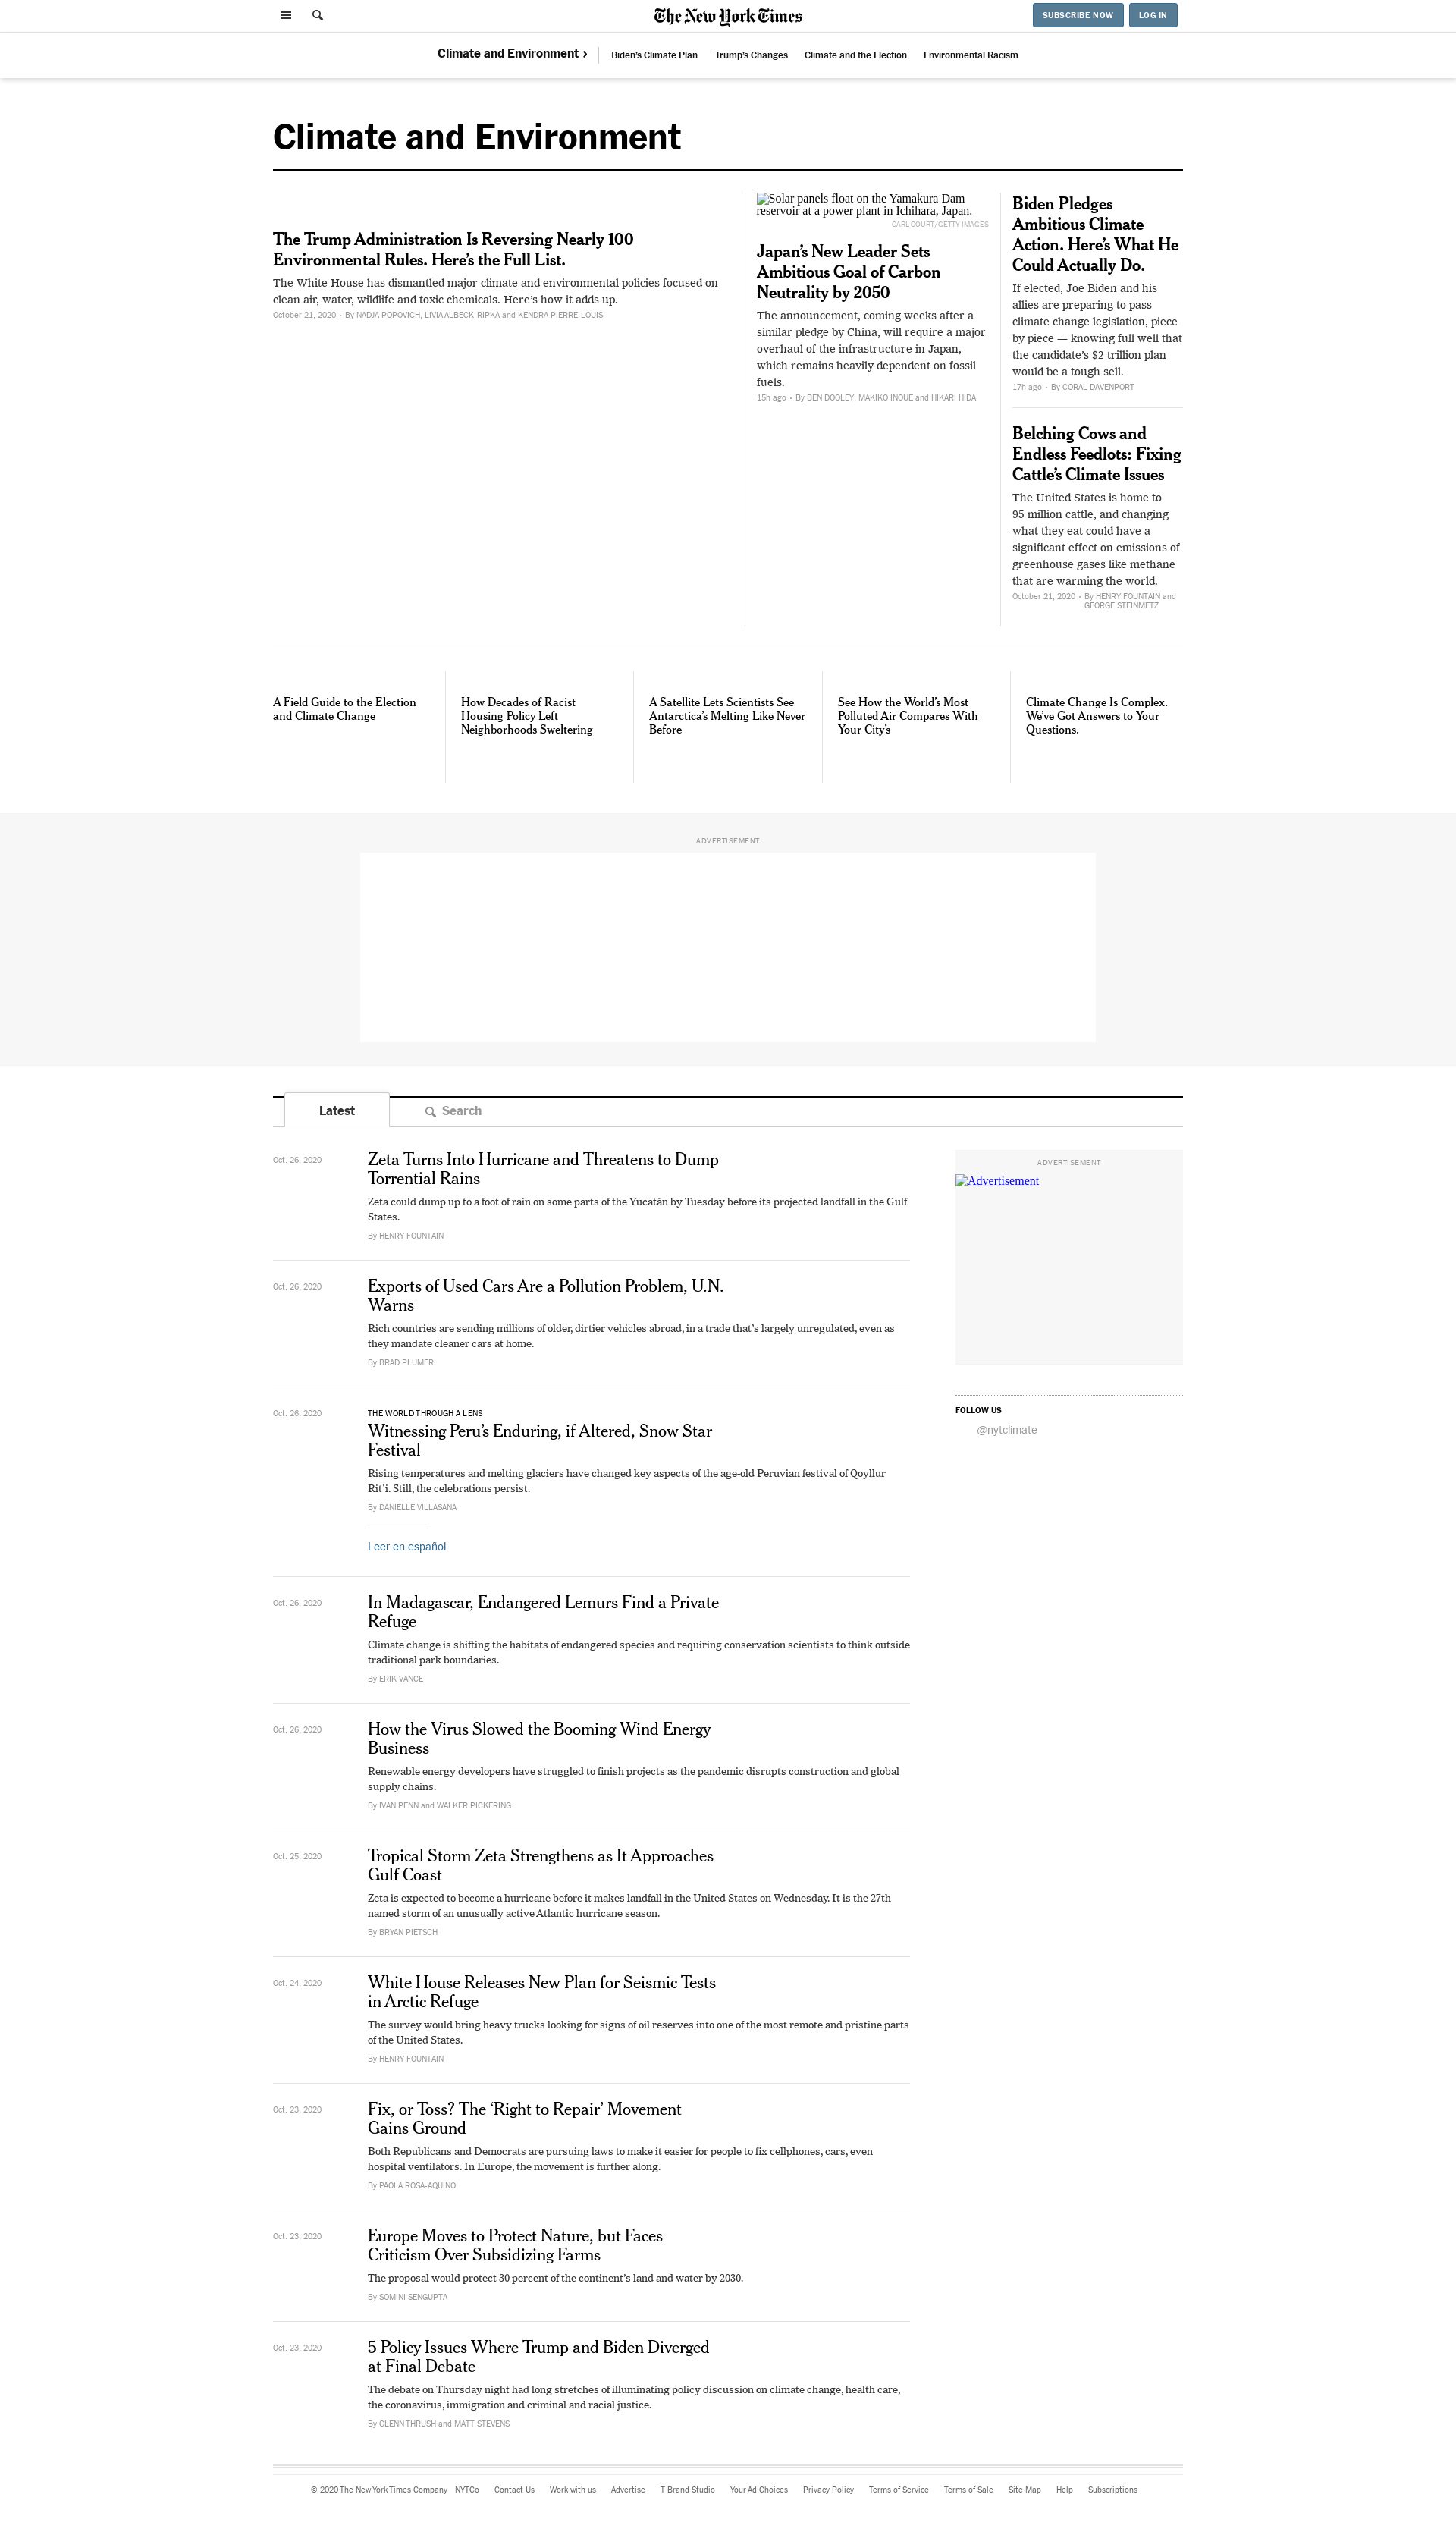 The New York Times
SUBSCRIBE NOW
LOG IN
Climate and Environment ›
Biden's Climate Plan
Trump's Changes
Climate and the Election
Environmental Racism
Climate and Environment
The Trump Administration Is Reversing Nearly 100
Environmental Rules. Here's the Full List.
The White House has dismantled major climate and environmental policies focused on
clean air, water, wildlife and toxic chemicals. Here's how it adds up.
October 21, 2020 • By NADJA POPOVICH, LIVIA ALBECK-RIPKA and KENDRA PIERRE-LOUIS
Solar panels float on the Yamakura Dam
reservoir at a power plant in Ichihara, Japan.
CARL COURT/GETTY IMAGES
Japan's New Leader Sets
Ambitious Goal of Carbon
Neutrality by 2050
The announcement, coming weeks after a
similar pledge by China, will require a major
overhaul of the infrastructure in Japan,
which remains heavily dependent on fossil
fuels.
15h ago • By BEN DOOLEY, MAKIKO INOUE and HIKARI HIDA
Biden Pledges
Ambitious Climate
Action. Here's What He
Could Actually Do.
If elected, Joe Biden and his
allies are preparing to pass
climate change legislation, piece
by piece — knowing full well that
the candidate's $2 trillion plan
would be a tough sell.
17h ago • By CORAL DAVENPORT
Belching Cows and
Endless Feedlots: Fixing
Cattle's Climate Issues
The United States is home to
95 million cattle, and changing
what they eat could have a
significant effect on emissions of
greenhouse gases like methane
that are warming the world.
October 21, 2020 • By HENRY FOUNTAIN and
GEORGE STEINMETZ
A Field Guide to the Election
and Climate Change
How Decades of Racist
Housing Policy Left
Neighborhoods Sweltering
A Satellite Lets Scientists See
Antarctica's Melting Like Never
Before
See How the World's Most
Polluted Air Compares With
Your City's
Climate Change Is Complex.
We've Got Answers to Your
Questions.
ADVERTISEMENT
Latest
Search
Oct. 26, 2020
Zeta Turns Into Hurricane and Threatens to Dump
Torrential Rains
Zeta could dump up to a foot of rain on some parts of the Yucatán by Tuesday before its projected landfall in the Gulf
States.
By HENRY FOUNTAIN
Oct. 26, 2020
Exports of Used Cars Are a Pollution Problem, U.N.
Warns
Rich countries are sending millions of older, dirtier vehicles abroad, in a trade that's largely unregulated, even as
they mandate cleaner cars at home.
By BRAD PLUMER
Oct. 26, 2020
THE WORLD THROUGH A LENS
Witnessing Peru's Enduring, if Altered, Snow Star
Festival
Rising temperatures and melting glaciers have changed key aspects of the age-old Peruvian festival of Qoyllur
Rit'i. Still, the celebrations persist.
By DANIELLE VILLASANA
Leer en español
Oct. 26, 2020
In Madagascar, Endangered Lemurs Find a Private
Refuge
Climate change is shifting the habitats of endangered species and requiring conservation scientists to think outside
traditional park boundaries.
By ERIK VANCE
Oct. 26, 2020
How the Virus Slowed the Booming Wind Energy
Business
Renewable energy developers have struggled to finish projects as the pandemic disrupts construction and global
supply chains.
By IVAN PENN and WALKER PICKERING
Oct. 25, 2020
Tropical Storm Zeta Strengthens as It Approaches
Gulf Coast
Zeta is expected to become a hurricane before it makes landfall in the United States on Wednesday. It is the 27th
named storm of an unusually active Atlantic hurricane season.
By BRYAN PIETSCH
Oct. 24, 2020
White House Releases New Plan for Seismic Tests
in Arctic Refuge
The survey would bring heavy trucks looking for signs of oil reserves into one of the most remote and pristine parts
of the United States.
By HENRY FOUNTAIN
Oct. 23, 2020
Fix, or Toss? The 'Right to Repair' Movement
Gains Ground
Both Republicans and Democrats are pursuing laws to make it easier for people to fix cellphones, cars, even
hospital ventilators. In Europe, the movement is further along.
By PAOLA ROSA-AQUINO
Oct. 23, 2020
Europe Moves to Protect Nature, but Faces
Criticism Over Subsidizing Farms
The proposal would protect 30 percent of the continent's land and water by 2030.
By SOMINI SENGUPTA
Oct. 23, 2020
5 Policy Issues Where Trump and Biden Diverged
at Final Debate
The debate on Thursday night had long stretches of illuminating policy discussion on climate change, health care,
the coronavirus, immigration and criminal and racial justice.
By GLENN THRUSH and MATT STEVENS
ADVERTISEMENT
Advertisement
FOLLOW US
@nytclimate
© 2020 The New York Times Company NYTCo Contact Us Work with us Advertise T Brand Studio Your Ad Choices Privacy Policy Terms of Service Terms of Sale Site Map Help Subscriptions